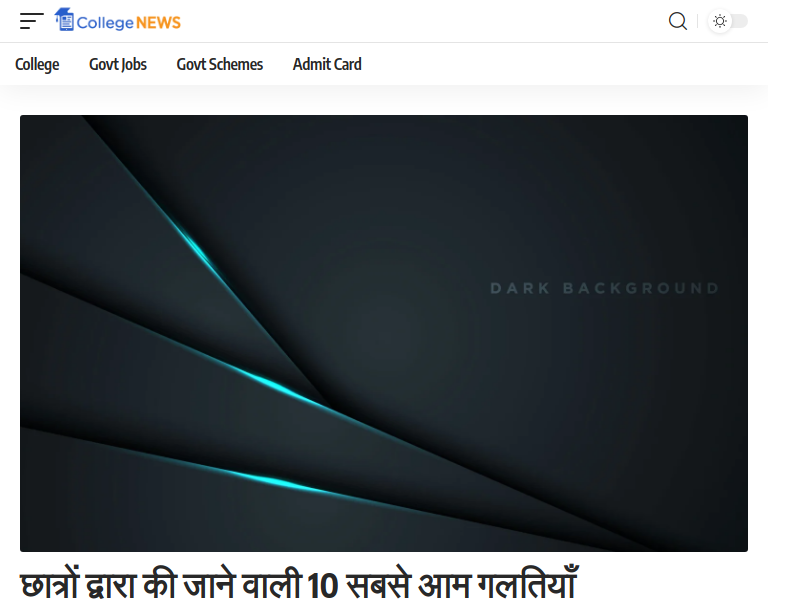 College NEWS
College Govt Jobs Govt Schemes Admit Card
DARK BACKGROUND
छात्रों द्वारा की जाने वाली 10 सबसे आम गलतियाँ